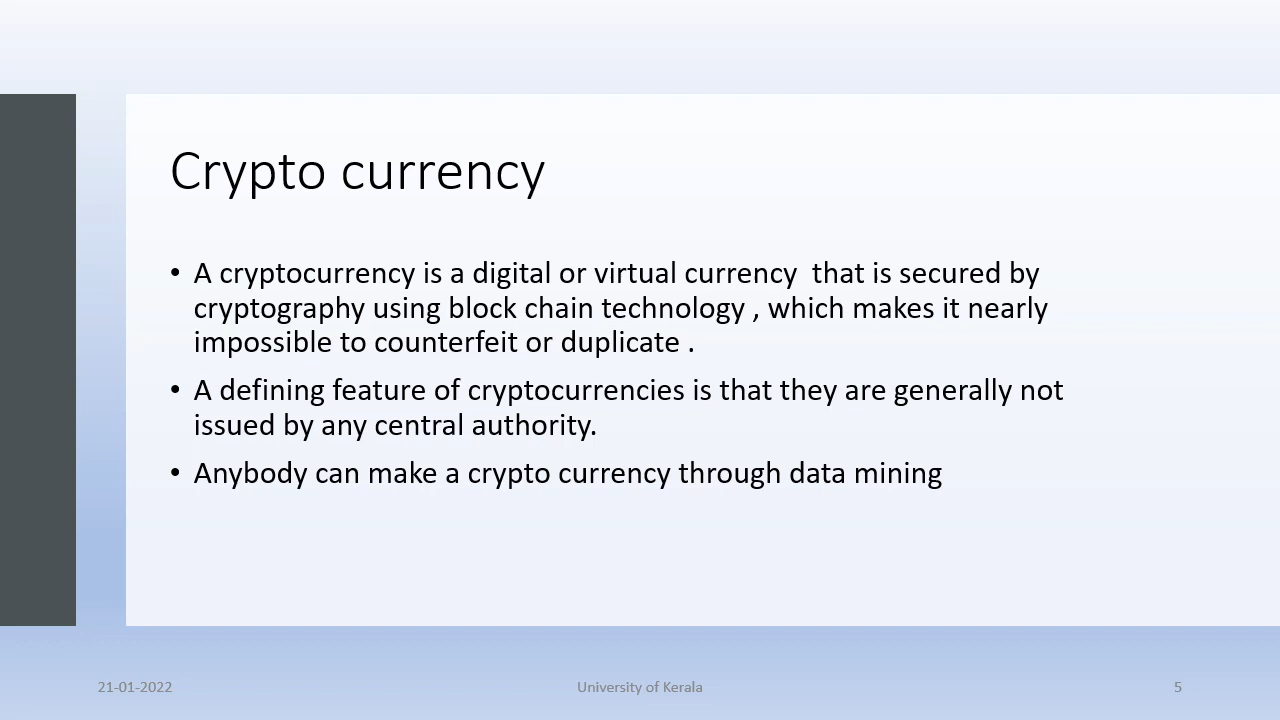 Crypto currency
• A cryptocurrency is a digital or virtual currency  that is secured by
cryptography using block chain technology , which makes it nearly
impossible to counterfeit or duplicate .
• A defining feature of cryptocurrencies is that they are generally not
issued by any central authority.
• Anybody can make a crypto currency through data mining
21-01-2022
University of Kerala
5